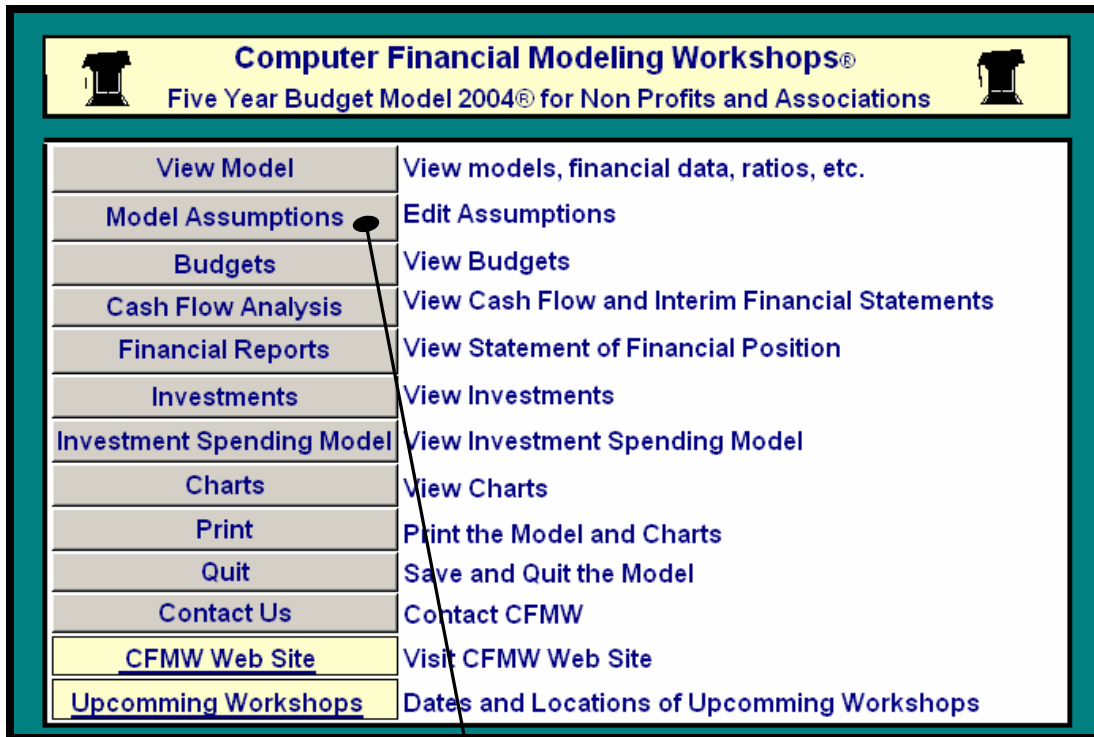 Computer Financial Modeling Workshops®
Five Year Budget Model 2004® for Non Profits and Associations
View Model View models, financial data, ratios, etc.
Model Assumptions Edit Assumptions
Budgets View Budgets
Cash Flow Analysis View Cash Flow and Interim Financial Statements
Financial Reports View Statement of Financial Position
Investments View Investments
Investment Spending Model View Investment Spending Model
Charts View Charts
Print Print the Model and Charts
Quit Save and Quit the Model
Contact Us Contact CFMW
CFMW Web Site Visit CFMW Web Site
Upcomming Workshops Dates and Locations of Upcomming Workshops